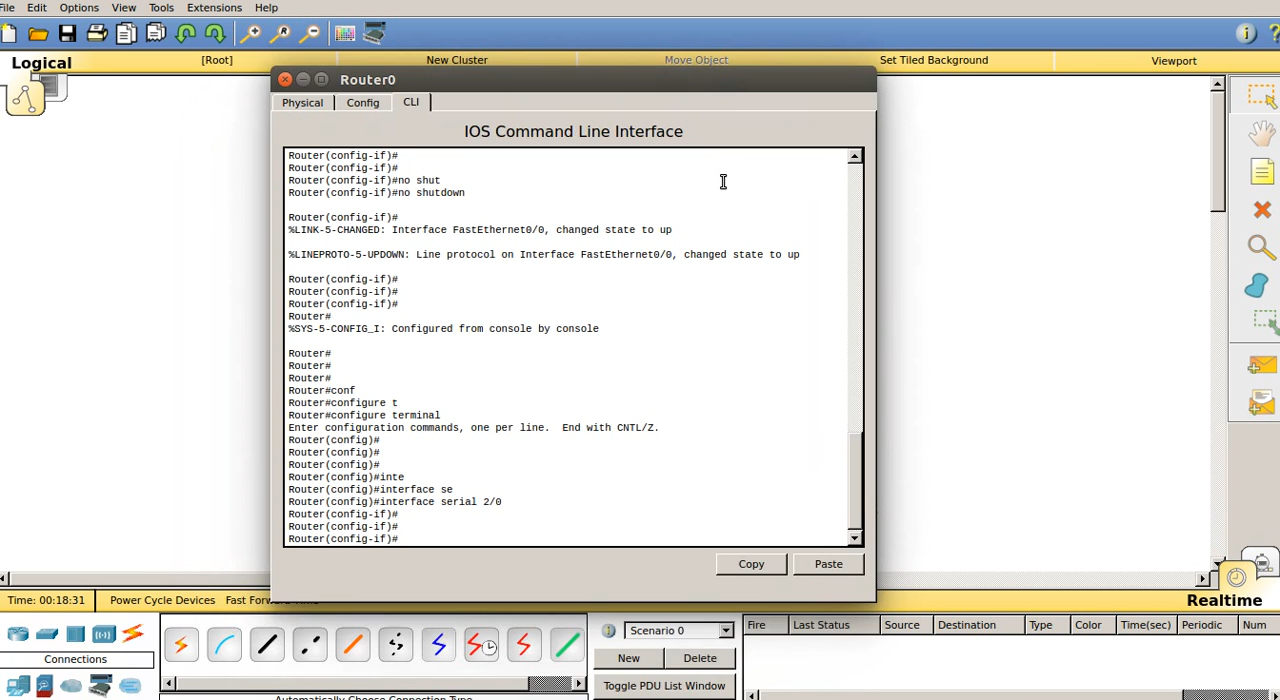 File Edit Options View Tools Extensions Help
Logical [Root] New Cluster Move Object Set Tiled Background Viewport
Router0
Physical Config CLI
IOS Command Line Interface
Router(config-if)#
Router(config-if)#
Router(config-if)#no shut
Router(config-if)#no shutdown
Router(config-if)#
%LINK-5-CHANGED: Interface FastEthernet0/0, changed state to up
%LINEPROTO-5-UPDOWN: Line protocol on Interface FastEthernet0/0, changed state to up
Router(config-if)#
Router(config-if)#
Router(config-if)#
Router#
%SYS-5-CONFIG_I: Configured from console by console
Router#
Router#
Router#
Router#conf
Router#configure t
Router#configure terminal
Enter configuration commands, one per line. End with CNTL/Z.
Router(config)#
Router(config)#
Router(config)#
Router(config)#inte
Router(config)#interface se
Router(config)#interface serial 2/0
Router(config-if)#
Router(config-if)#
Router(config-if)#
Copy Paste
Time: 00:18:31 Power Cycle Devices Fast Forward Time Realtime
Scenario 0 Fire Last Status Source Destination Type Color Time(sec) Periodic Num
Connections New Delete
Toggle PDU List Window
Automatically Choose Connection Type